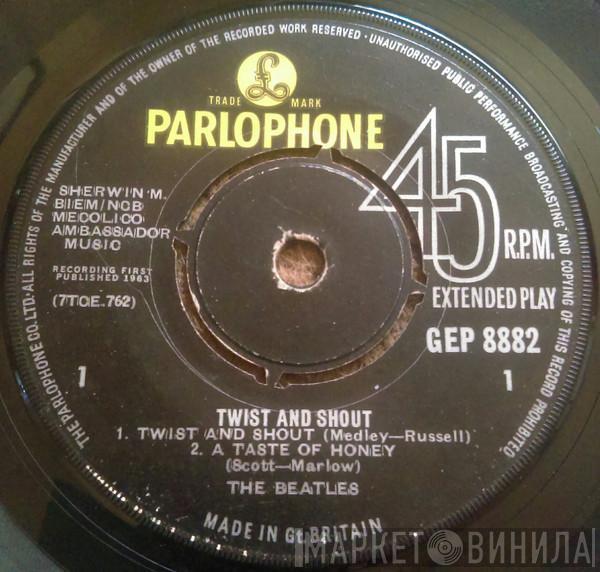 THE PARLOPHONE CO. LTD. ALL RIGHTS OF THE MANUFACTURER AND OF THE OWNER OF THE RECORDED WORK RESERVED · UNAUTHORISED PUBLIC PERFORMANCE BROADCASTING AND COPYING OF THIS RECORD PROHIBITED
£
TRADE MARK
PARLOPHONE
45
R.P.M.
EXTENDED PLAY
GEP 8882
SHERWIN M.
BIEM/NCB
MECOLICO
AMBASSADOR
MUSIC
RECORDING FIRST
PUBLISHED 1963
(7TCE.762)
1
1
TWIST AND SHOUT
1. TWIST AND SHOUT (Medley—Russell)
2. A TASTE OF HONEY
(Scott—Marlow)
THE BEATLES
MADE IN GT. BRITAIN
МАРКЕТ ВИНИЛА